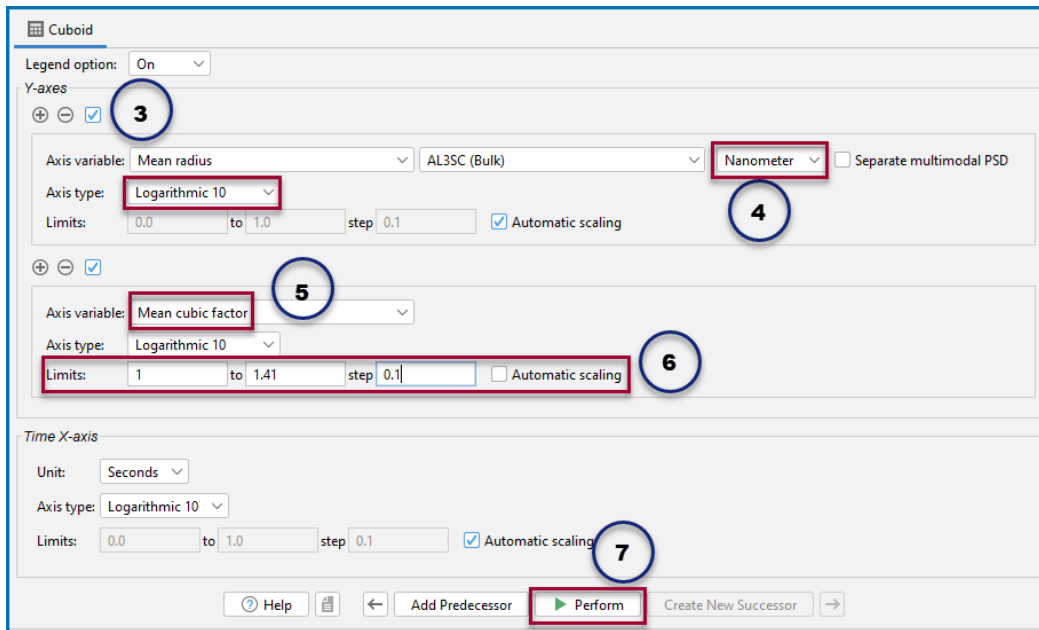 Cuboid
Legend option: On
Y-axes
3
Axis variable: Mean radius AL3SC (Bulk) Nanometer Separate multimodal PSD
Axis type: Logarithmic 10
4
Limits: 0.0 to 1.0 step 0.1 Automatic scaling
5
Axis variable: Mean cubic factor
Axis type: Logarithmic 10
6
Limits: 1 to 1.41 step 0.1 Automatic scaling
Time X-axis
Unit: Seconds
Axis type: Logarithmic 10
Limits: 0.0 to 1.0 step 0.1 Automatic scaling
7
Help Add Predecessor Perform Create New Successor